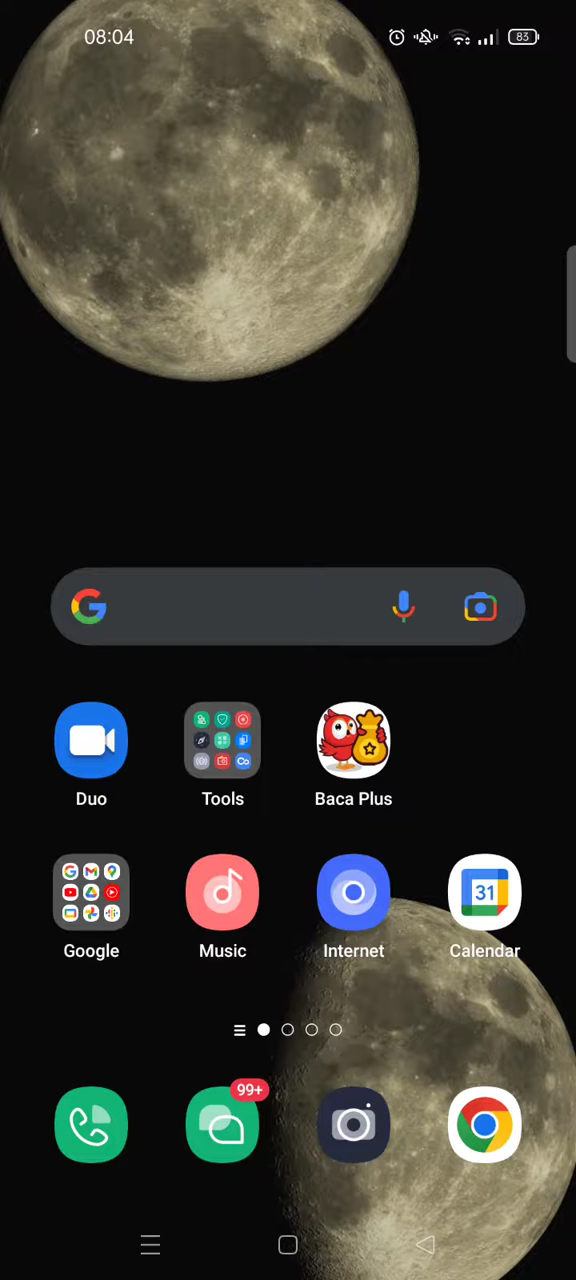 08:04
83
Duo
Tools
Baca Plus
Google
Music
Internet
31
Calendar
99+